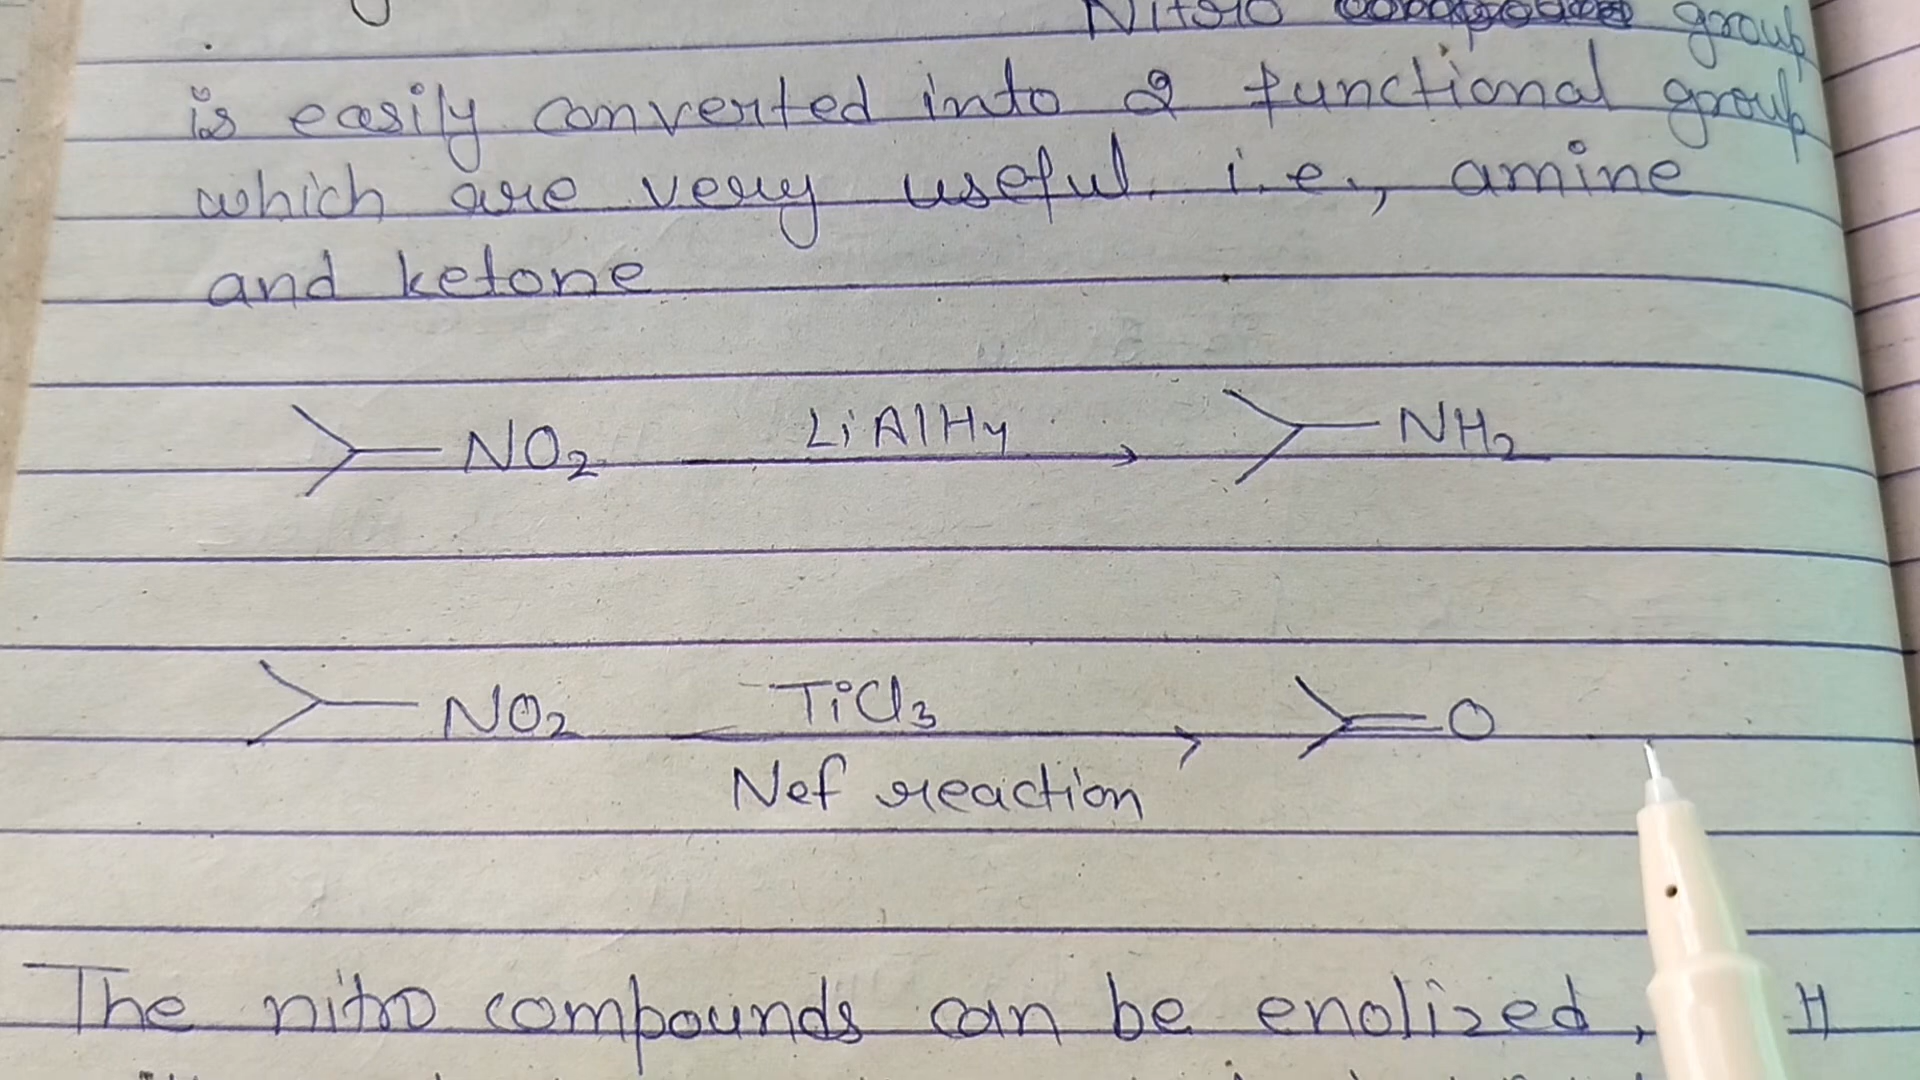 Nitro group
is easily converted into 2 functional group
which are very useful i.e., amine
and ketone
NO2 LiAlH4 NH2
NO2 TiCl3 O
Nef reaction
The nitro compounds can be enolized, H